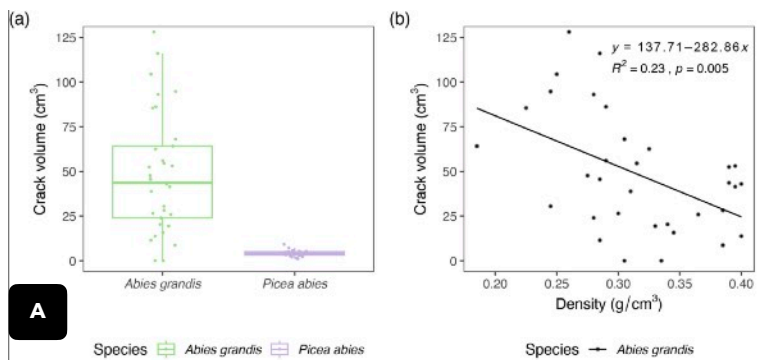 (a)
Crack volume (cm³)
125
100
75
50
25
0
Abies grandis
Picea abies
Species
Abies grandis
Picea abies
A
(b)
Crack volume (cm³)
125
100
75
50
25
0
y = 137.71−282.86x
R² = 0.23 , p = 0.005
0.20
0.25
0.30
0.35
0.40
Density (g/cm³)
Species
Abies grandis